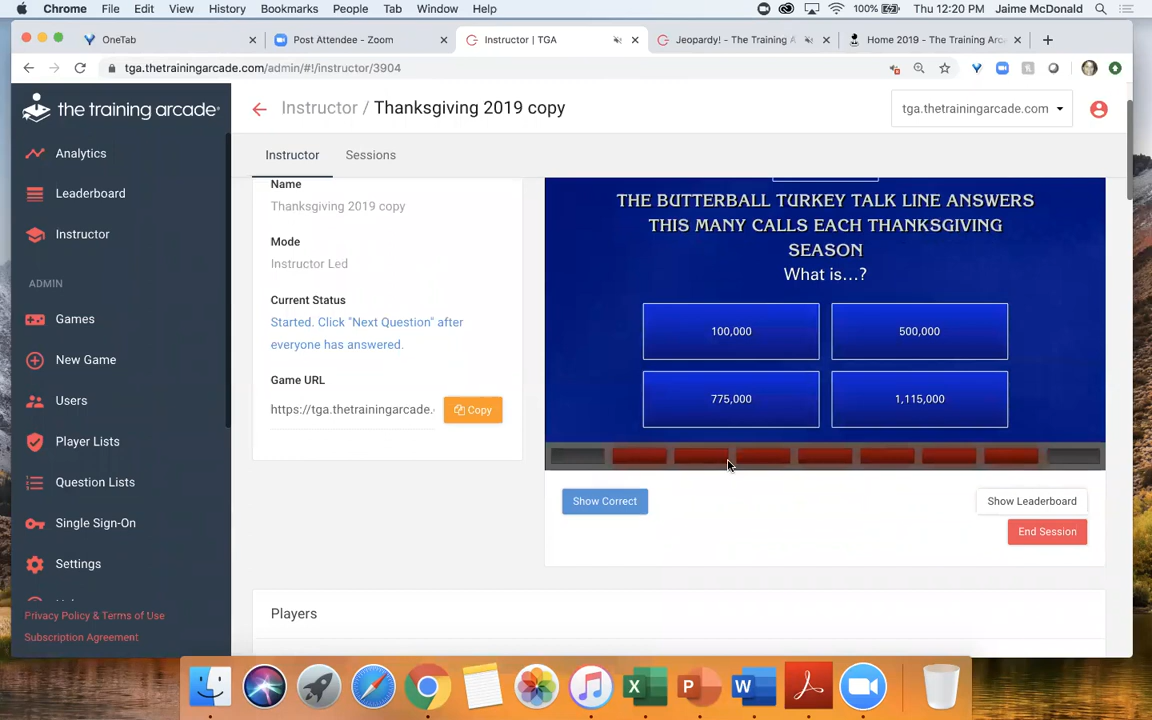 Chrome File Edit View History Bookmarks People Tab Window Help
100% Thu 12:20 PM Jaime McDonald
OneTab
Post Attendee - Zoom
Instructor | TGA
Jeopardy! - The Training A
Home 2019 - The Training Arc
tga.thetrainingarcade.com/admin/#!/instructor/3904
the training arcade
Instructor / Thanksgiving 2019 copy
tga.thetrainingarcade.com
Analytics
Leaderboard
Instructor
ADMIN
Games
New Game
Users
Player Lists
Question Lists
Single Sign-On
Settings
Privacy Policy & Terms of Use
Subscription Agreement
Instructor Sessions
Name
Thanksgiving 2019 copy
Mode
Instructor Led
Current Status
Started. Click "Next Question" after
everyone has answered.
Game URL
https://tga.thetrainingarcade.
Copy
THE BUTTERBALL TURKEY TALK LINE ANSWERS
THIS MANY CALLS EACH THANKSGIVING
SEASON
What is...?
100,000
500,000
775,000
1,115,000
Show Correct
Show Leaderboard
End Session
Players